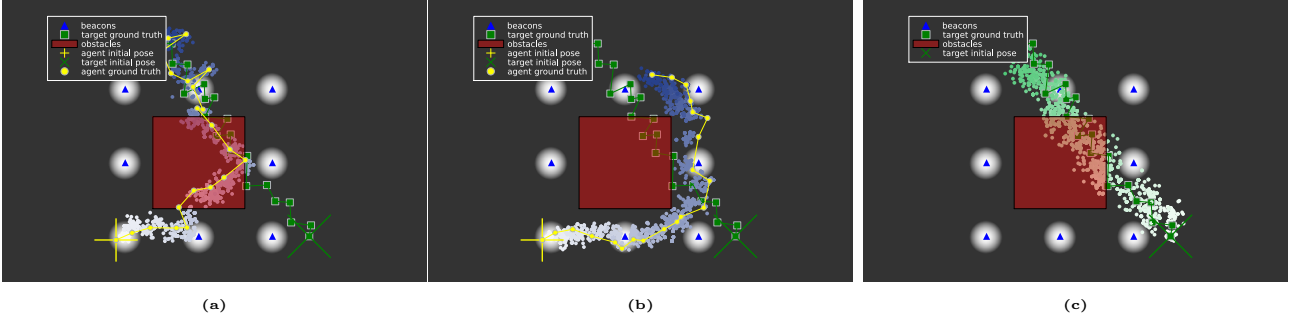 beacons
target ground truth
obstacles
agent initial pose
target initial pose
agent ground truth
beacons
target ground truth
obstacles
agent initial pose
target initial pose
agent ground truth
beacons
target ground truth
obstacles
target initial pose
(a)
(b)
(c)